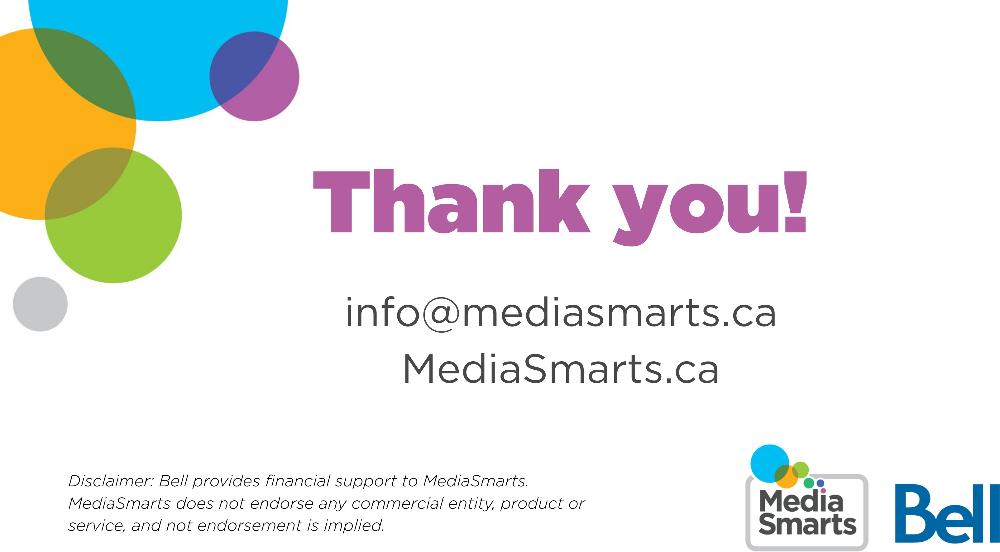 Thank you!
info@mediasmarts.ca
MediaSmarts.ca
Disclaimer: Bell provides financial support to MediaSmarts.
MediaSmarts does not endorse any commercial entity, product or
service, and not endorsement is implied.
Media
Smarts
Bell